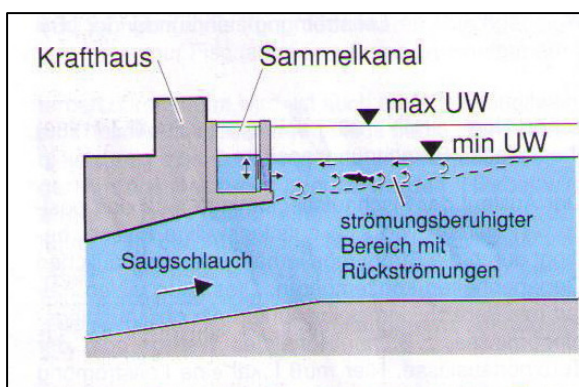 Krafthaus
Sammelkanal
max UW
min UW
strömungsberuhigter
Bereich mit
Rückströmungen
Saugschlauch